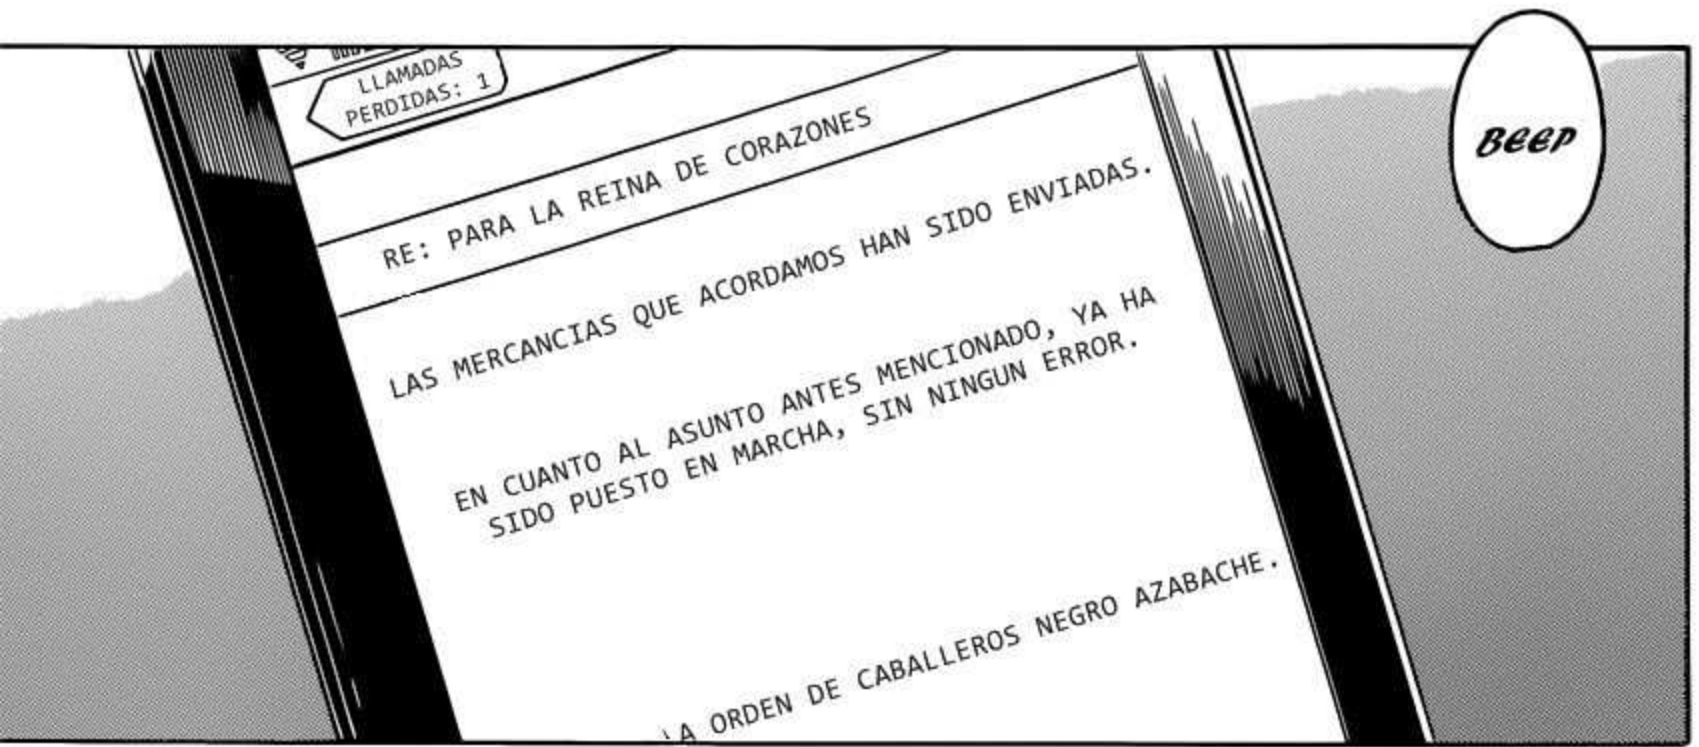 LLAMADAS
PERDIDAS: 1
BEEP
RE: PARA LA REINA DE CORAZONES
LAS MERCANCIAS QUE ACORDAMOS HAN SIDO ENVIADAS.
EN CUANTO AL ASUNTO ANTES MENCIONADO, YA HA
SIDO PUESTO EN MARCHA, SIN NINGUN ERROR.
LA ORDEN DE CABALLEROS NEGRO AZABACHE.